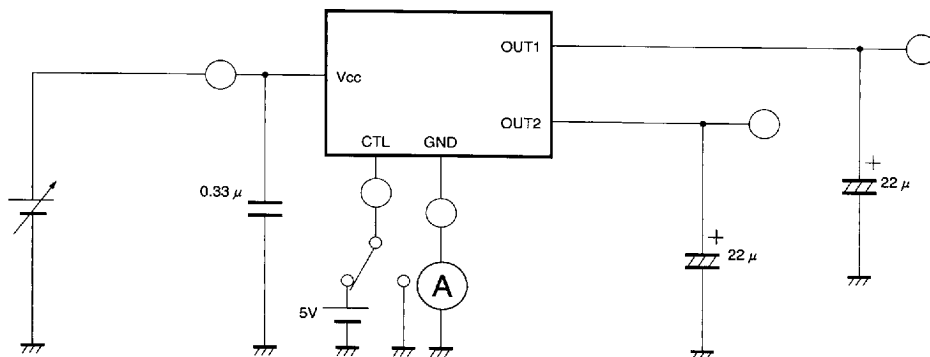 OUT1
Vcc
OUT2
CTL
GND
+
22 μ
0.33 μ
+
22 μ
A
5V